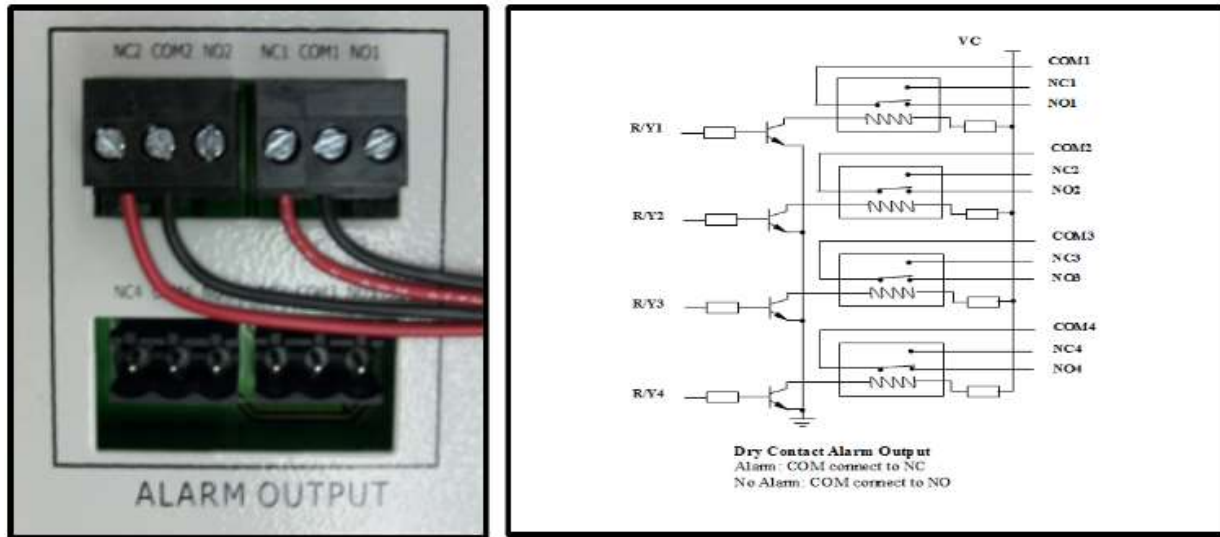 NC2 COM2 NO2 NC1 COM1 NO1
NC4
ALARM OUTPUT
VC
COM1
NC1
NO1
R/Y1
COM2
NC2
NO2
R/Y2
COM3
NC3
NO3
R/Y3
COM4
NC4
NO4
R/Y4
Dry Contact Alarm Output
Alarm: COM connect to NC
No Alarm: COM connect to NO